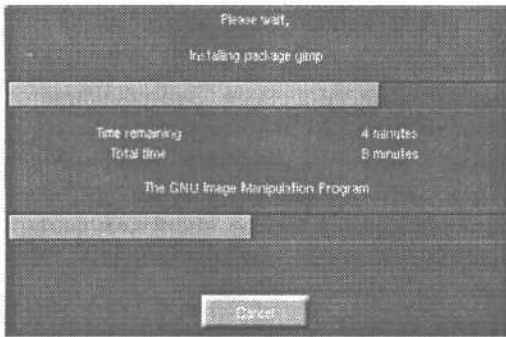 Please wait,
Installing package gimp
Time remaining 4 minutes
Total time 8 minutes
The GNU Image Manipulation Program
Cancel